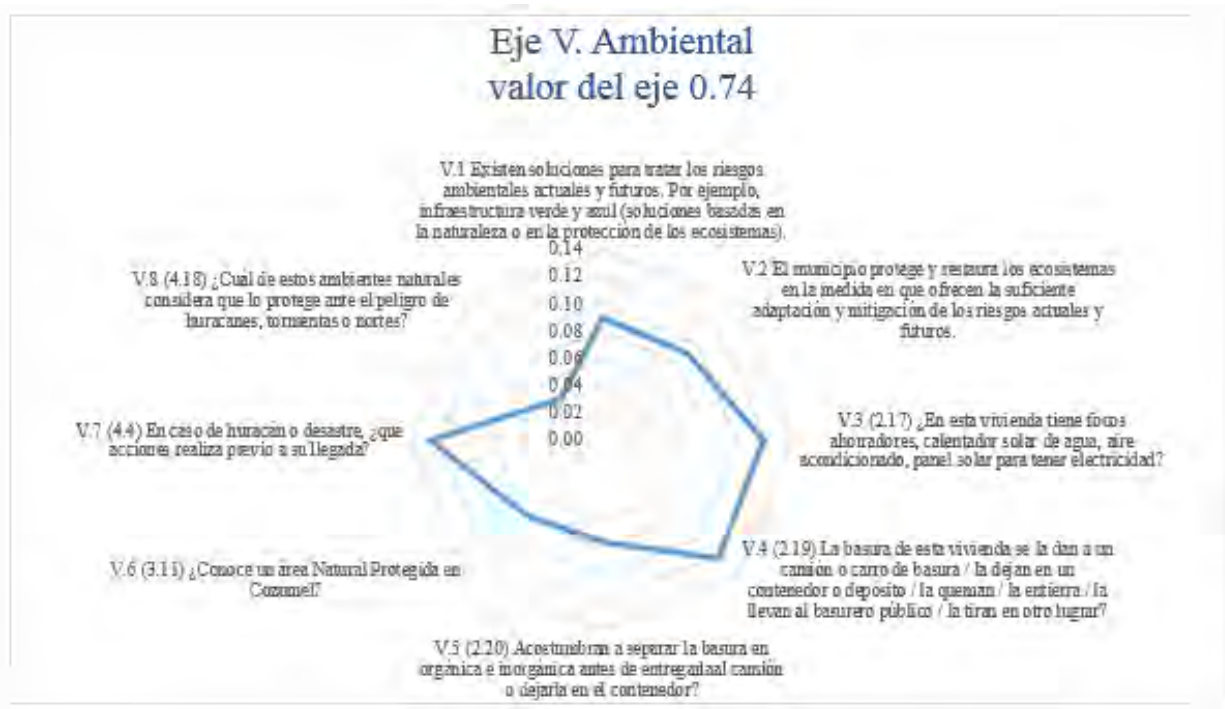 Eje V. Ambiental
valor del eje 0.74
V.1 Existen soluciones para tratar los riesgos
ambientales actuales y futuros. Por ejemplo,
infraestructura verde y azul (soluciones basadas en
la naturaleza o en la protección de los ecosistemas).
0.14
0.12
0.10
0.08
0.06
0.04
0.02
0.00
V.2 El municipio protege y restaura los ecosistemas
en la medida en que ofrecen la suficiente
adaptación y mitigación de los riesgos actuales y
futuros.
V.3 (2.17) ¿En esta vivienda tiene focos
ahorradores, calentador solar de agua, aire
acondicionado, panel solar para tener electricidad?
V.4 (2.19) La basura de esta vivienda se la dan a un
camión o carro de basura / la dejan en un
contenedor o depósito / la queman / la entierra / la
llevan al basurero público / la tiran en otro lugrar?
V.5 (2.20) Acostumbran a separar la basura en
orgánica e inorgánica antes de entregarla al camión
o dejarla en el contenedor?
V.6 (3.11) ¿Conoce un área Natural Protegida en
Cozumel?
V.7 (4.4) En caso de huracán o desastre, ¿que
acciones realiza previo a su llegada?
V.8 (4.18) ¿Cual de estos ambientes naturales
considera que lo protege ante el peligro de
huracanes, tormentas o nortes?